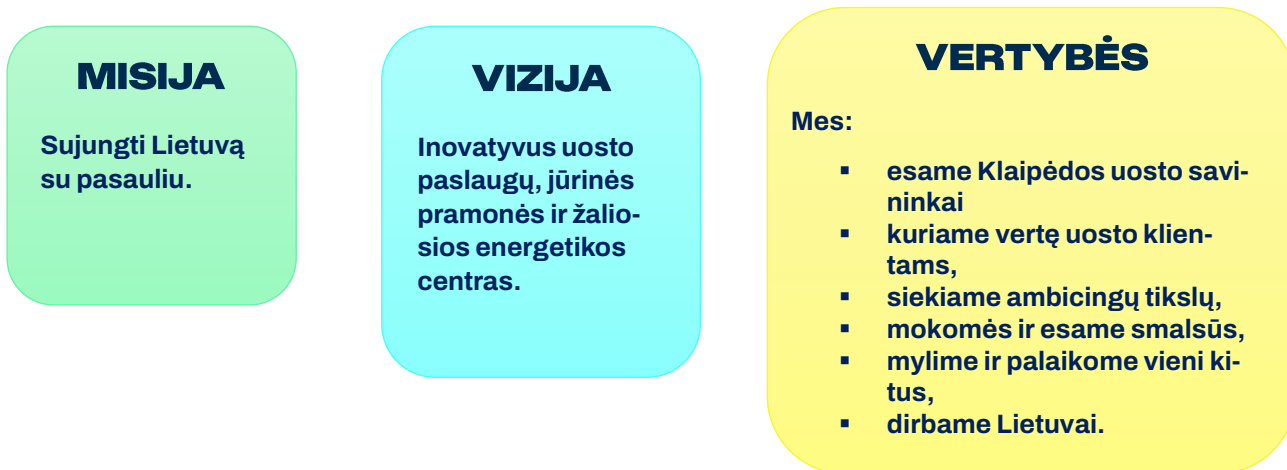 MISIJA
Sujungti Lietuvą
su pasauliu.
VIZIJA
Inovatyvus uosto
paslaugų, jūrinės
pramonės ir žalio-
sios energetikos
centras.
VERTYBĖS
Mes:
▪ esame Klaipėdos uosto savi-
ninkai
▪ kuriame vertę uosto klien-
tams,
▪ siekiame ambicingų tikslų,
▪ mokomės ir esame smalsūs,
▪ mylime ir palaikome vieni ki-
tus,
▪ dirbame Lietuvai.